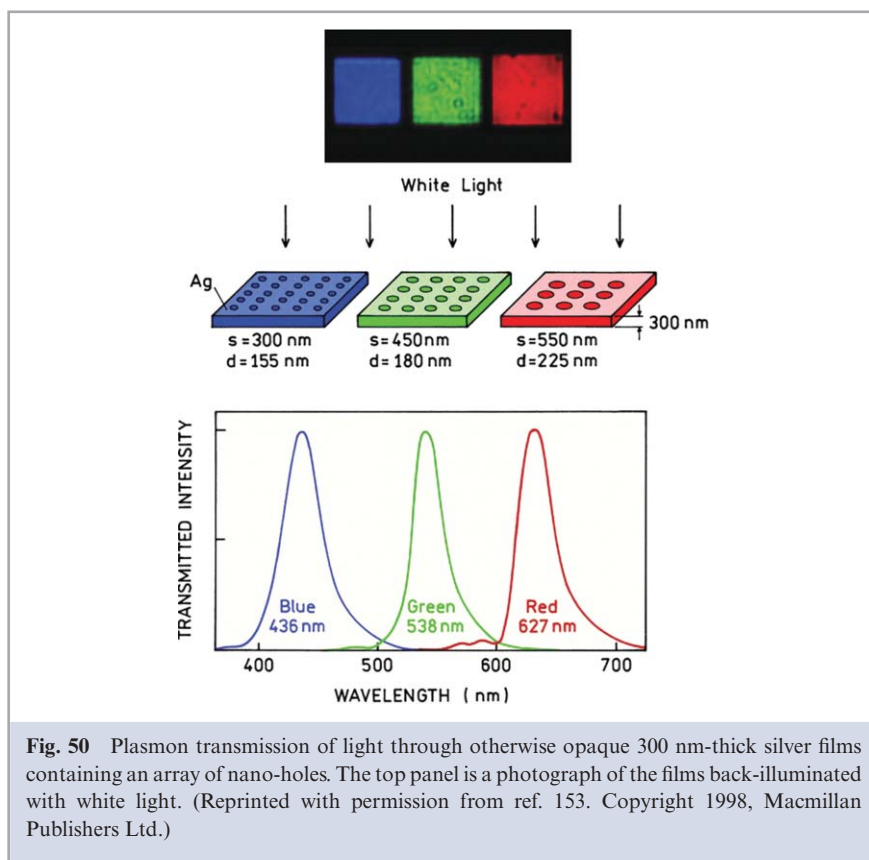 White Light
Ag
300 nm
s=300 nm
d=155 nm
s=450nm
d=180 nm
s=550 nm
d=225 nm
TRANSMITTED INTENSITY
Blue
436 nm
Green
538 nm
Red
627 nm
400 500 600 700
WAVELENGTH (nm)
Fig. 50 Plasmon transmission of light through otherwise opaque 300 nm-thick silver films
containing an array of nano-holes. The top panel is a photograph of the films back-illuminated
with white light. (Reprinted with permission from ref. 153. Copyright 1998, Macmillan
Publishers Ltd.)